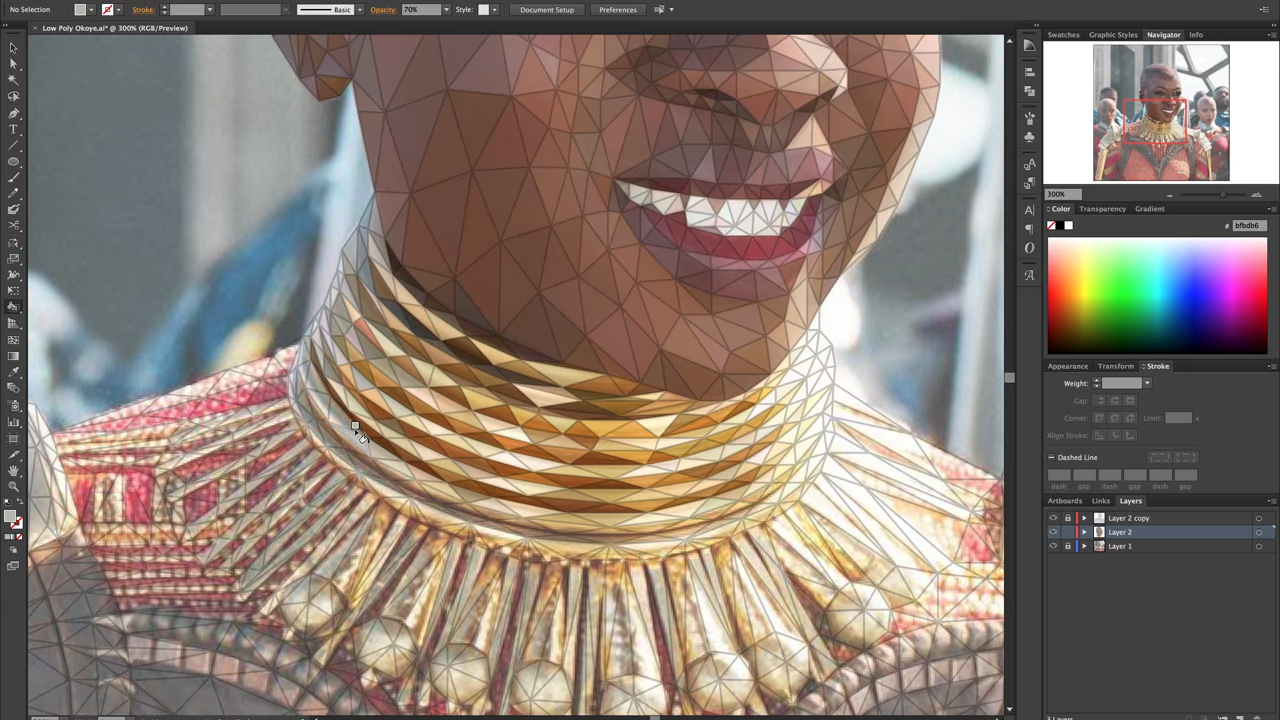 No Selection Stroke: Basic Opacity: 70% Style: Document Setup Preferences
× Low Poly Okoye.ai* @ 300% (RGB/Preview)
Swatches Graphic Styles Navigator Info
300%
Color Transparency Gradient
# bfbdb6
Appearance Transform Stroke
Weight:
Cap:
Corner: Limit: x
Align Stroke:
Dashed Line
dash gap dash gap dash gap
Artboards Links Layers
Layer 2 copy
Layer 2
Layer 1
3 Layers